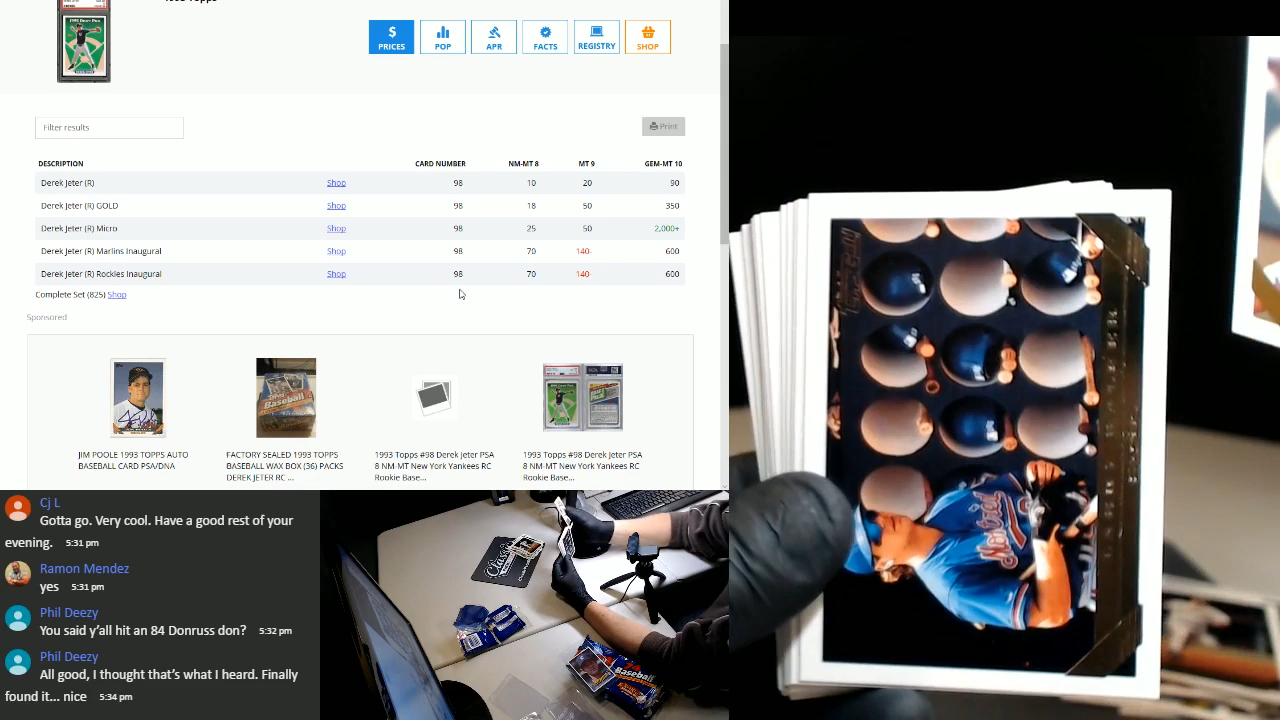 PRICES
POP
APR
FACTS
REGISTRY
SHOP
Filter results
Print
DESCRIPTION CARD NUMBER NM-MT 8 MT 9 GEM-MT 10
Derek Jeter (R) Shop 98 10 20 90
Derek Jeter (R) GOLD Shop 98 18 50 350
Derek Jeter (R) Micro Shop 98 25 50 2,000+
Derek Jeter (R) Marlins Inaugural Shop 98 70 140- 600
Derek Jeter (R) Rockies Inaugural Shop 98 70 140- 600
Complete Set (825) Shop
Sponsored
JIM POOLE 1993 TOPPS AUTO
BASEBALL CARD PSA/DNA
FACTORY SEALED 1993 TOPPS
BASEBALL WAX BOX (36) PACKS
DEREK JETER RC ...
1993 Topps #98 Derek Jeter PSA
8 NM-MT New York Yankees RC
Rookie Base...
1993 Topps #98 Derek Jeter PSA
8 NM-MT New York Yankees RC
Rookie Base...
Cj L
Gotta go. Very cool. Have a good rest of your
evening. 5:31 pm
Ramon Mendez
yes 5:31 pm
Phil Deezy
You said y'all hit an 84 Donruss don? 5:32 pm
Phil Deezy
All good, I thought that's what I heard. Finally
found it... nice 5:34 pm
Classic
Baseball
Montreal